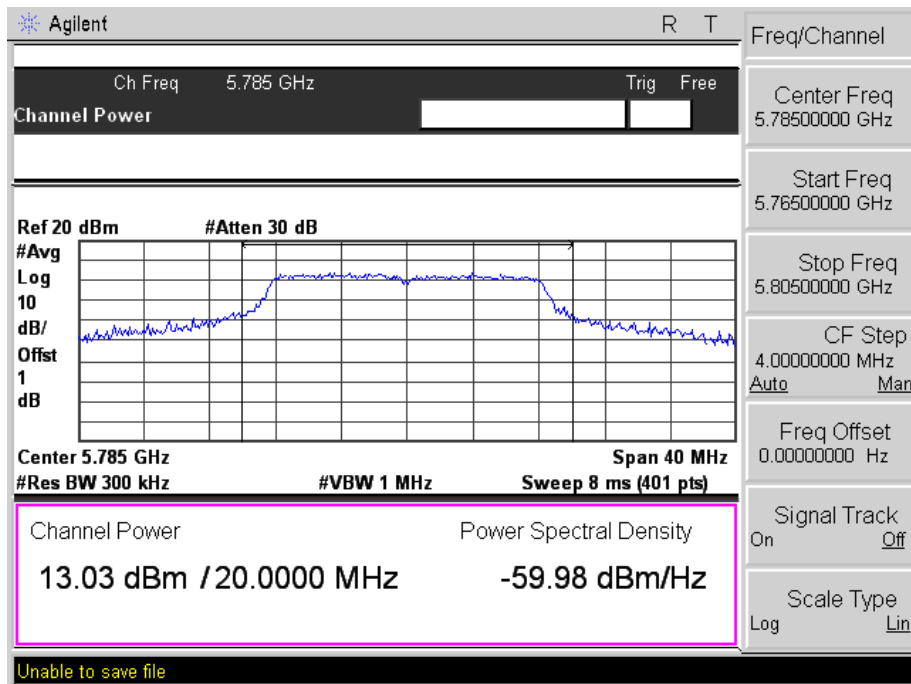 Agilent
R T
Ch Freq 5.785 GHz Trig Free
Channel Power
Ref 20 dBm #Atten 30 dB
#Avg
Log
10
dB/
Offst
1
dB
Center 5.785 GHz Span 40 MHz
#Res BW 300 kHz #VBW 1 MHz Sweep 8 ms (401 pts)
Channel Power Power Spectral Density
13.03 dBm / 20.0000 MHz -59.98 dBm/Hz
Unable to save file
Freq/Channel
Center Freq
5.78500000 GHz
Start Freq
5.76500000 GHz
Stop Freq
5.80500000 GHz
CF Step
4.00000000 MHz
Auto Man
Freq Offset
0.00000000 Hz
Signal Track
On Off
Scale Type
Log Lin